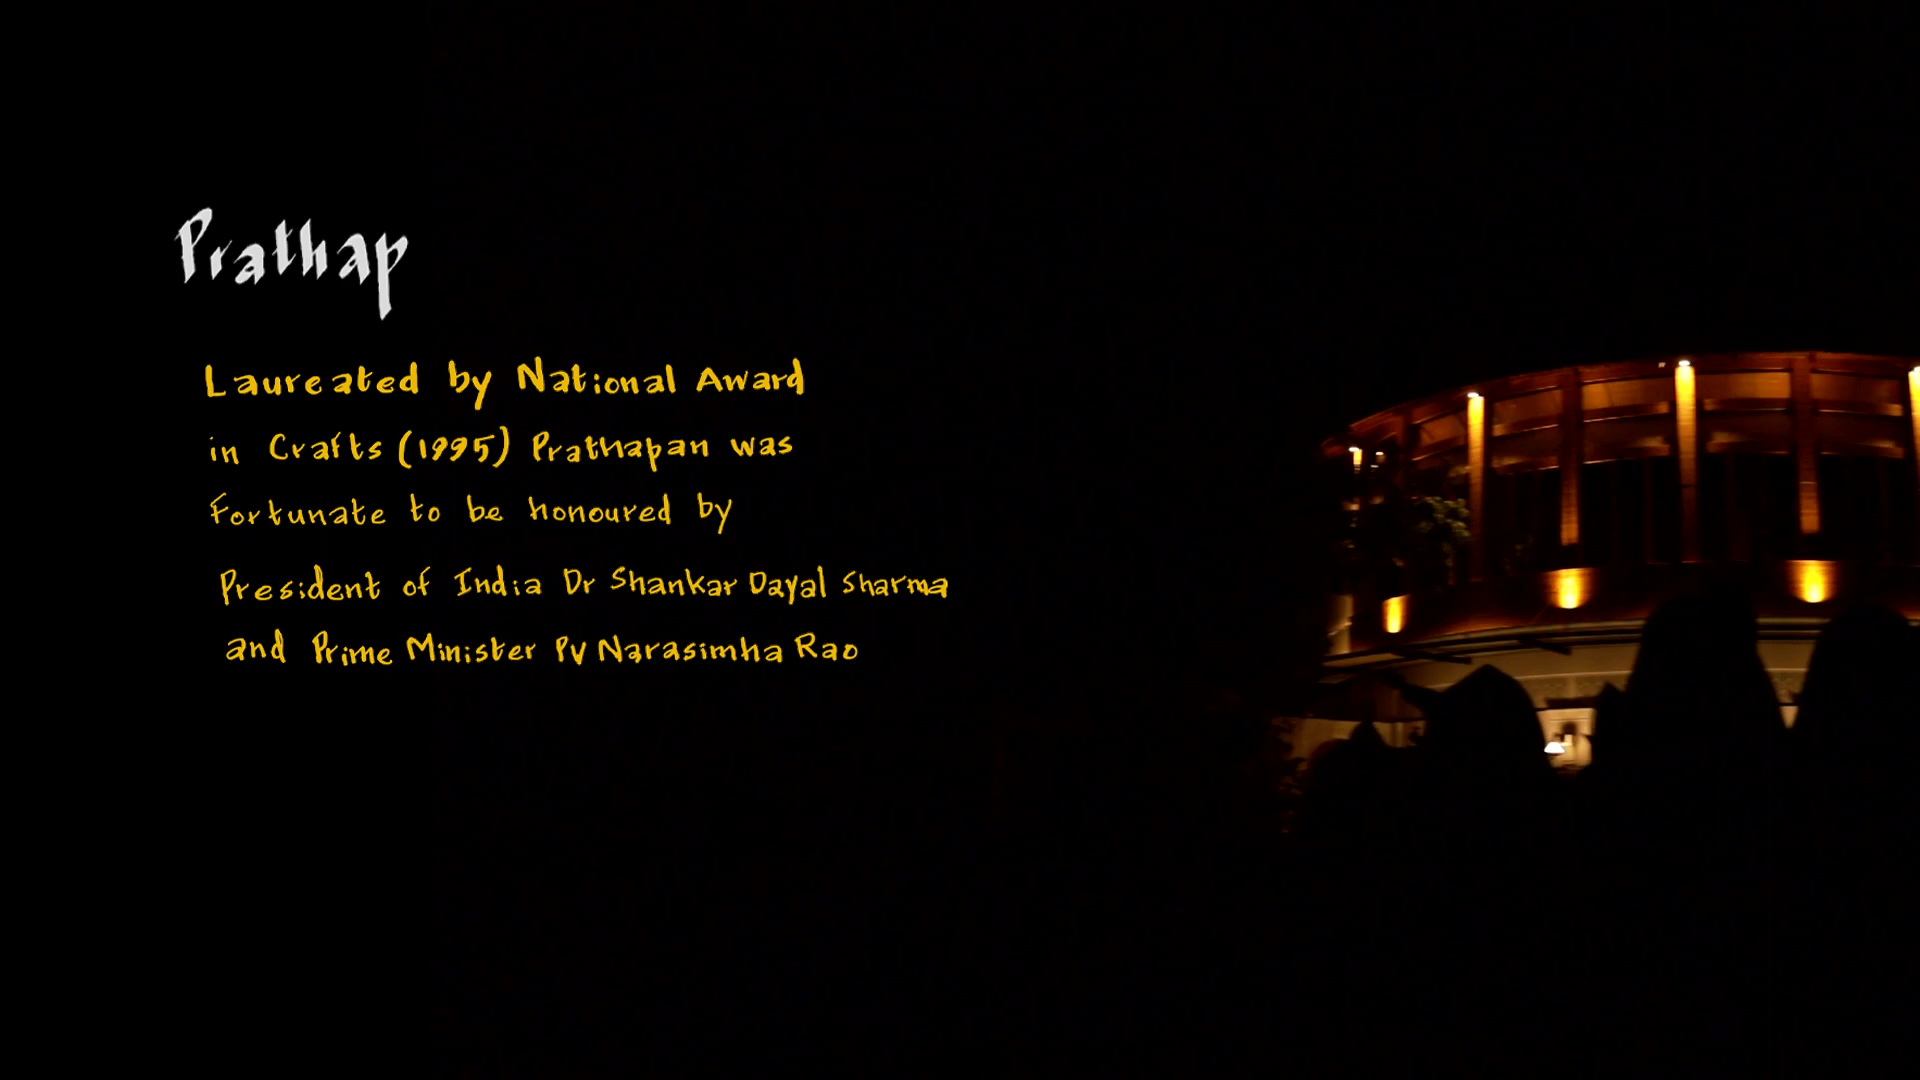 Prathap
Laureated by National Award
in Crafts (1995) Prathapan was
Fortunate to be honoured by
President of India Dr Shankar Dayal Sharma
and Prime Minister PV Narasimha Rao